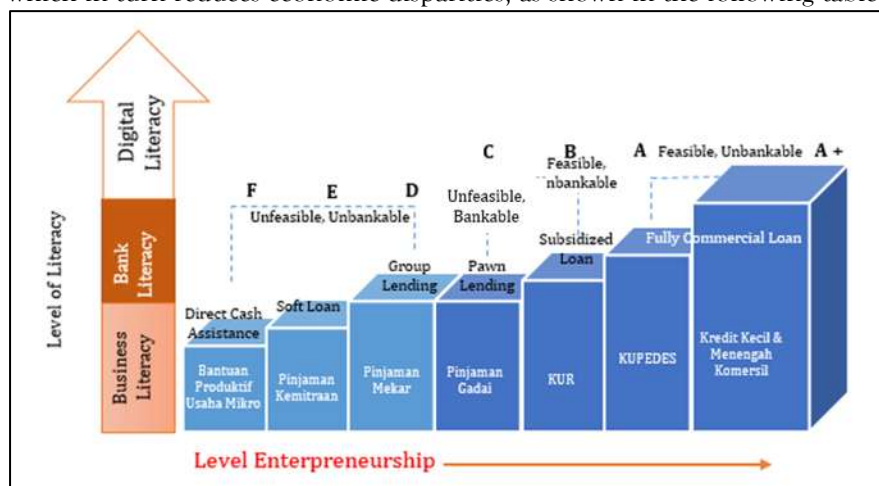 which in turn reduces economic disparities, as shown in the following table
Digital
Literacy
Bank
Literacy
Business
Literacy
Level of Literacy
F
E
D
Unfeasible, Unbankable
C
Unfeasible,
Bankable
B
Feasible,
nbankable
A
Feasible, Unbankable
A +
Direct Cash
Assistance
Soft Loan
Group
Lending
Pawn
Lending
Subsidized
Loan
Fully Commercial Loan
Bantuan
Produktif
Usaha Mikro
Pinjaman
Kemitraan
Pinjaman
Mekar
Pinjaman
Gadai
KUR
KUPEDES
Kredit Kecil &
Menengah
Komersil
Level Enterpreneurship